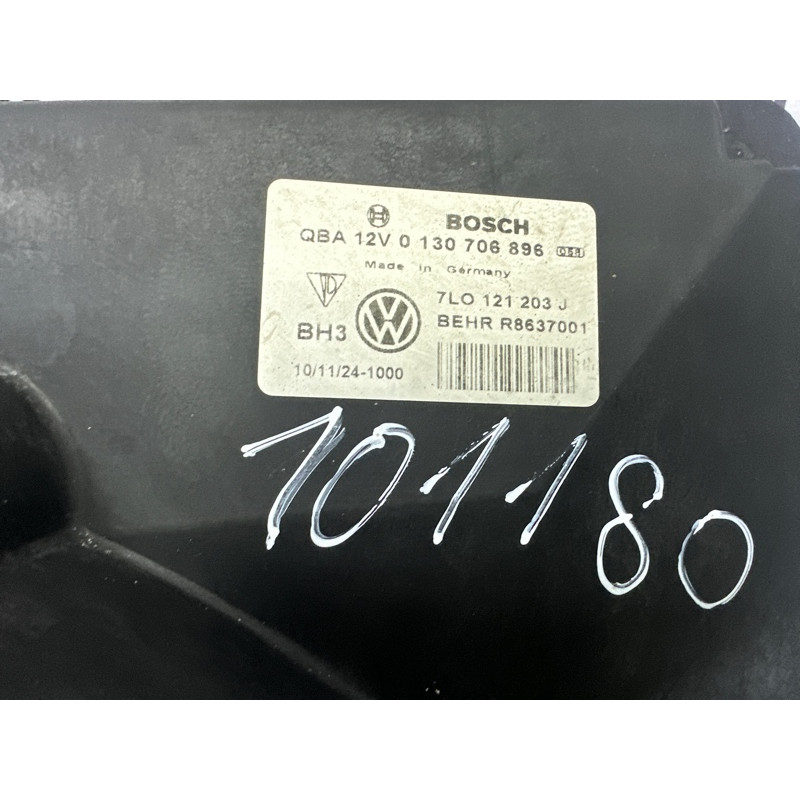 BOSCH
QBA 12V 0 130 706 896
Made in Germany
7LO 121 203 J
BH3 BEHR R8637001
10/11/24-1000
101180